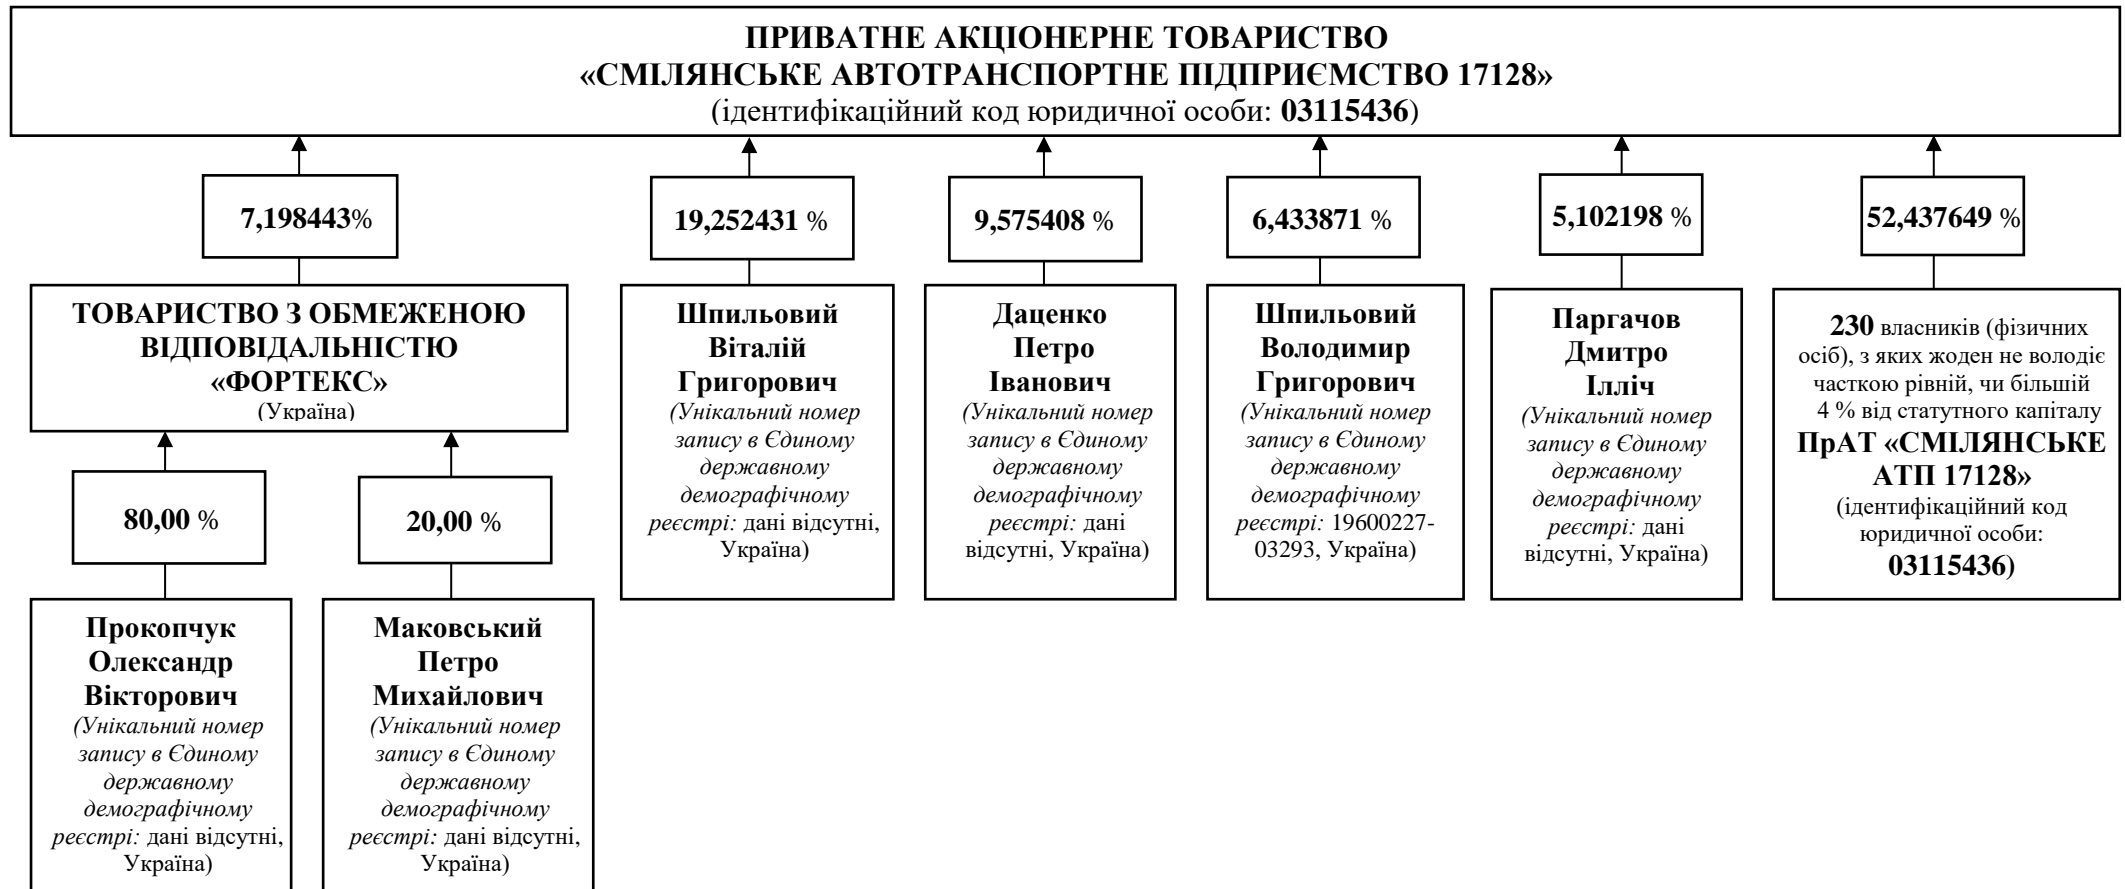 ПРИВАТНЕ АКЦІОНЕРНЕ ТОВАРИСТВО
«СМІЛЯНСЬКЕ АВТОТРАНСПОРТНЕ ПІДПРИЄМСТВО 17128»
(ідентифікаційний код юридичної особи: 03115436)
7,198443%
19,252431 %
9,575408 %
6,433871 %
5,102198 %
52,437649 %
ТОВАРИСТВО З ОБМЕЖЕНОЮ
ВІДПОВІДАЛЬНІСТЮ
«ФОРТЕКС»
(Україна)
Шпильовий
Віталій
Григорович
(Унікальний номер
запису в Єдиному
державному
демографічному
реєстрі: дані відсутні,
Україна)
Даценко
Петро
Іванович
(Унікальний номер
запису в Єдиному
державному
демографічному
реєстрі: дані
відсутні, Україна)
Шпильовий
Володимир
Григорович
(Унікальний номер
запису в Єдиному
державному
демографічному
реєстрі: 19600227-
03293, Україна)
Паргачов
Дмитро
Ілліч
(Унікальний номер
запису в Єдиному
державному
демографічному
реєстрі: дані
відсутні, Україна)
230 власників (фізичних
осіб), з яких жоден не володіє
часткою рівній, чи більшій
4 % від статутного капіталу
ПрАТ «СМІЛЯНСЬКЕ
АТП 17128»
(ідентифікаційний код
юридичної особи:
03115436)
80,00 %
20,00 %
Прокопчук
Олександр
Вікторович
(Унікальний номер
запису в Єдиному
державному
демографічному
реєстрі: дані відсутні,
Україна)
Маковський
Петро
Михайлович
(Унікальний номер
запису в Єдиному
державному
демографічному
реєстрі: дані відсутні,
Україна)